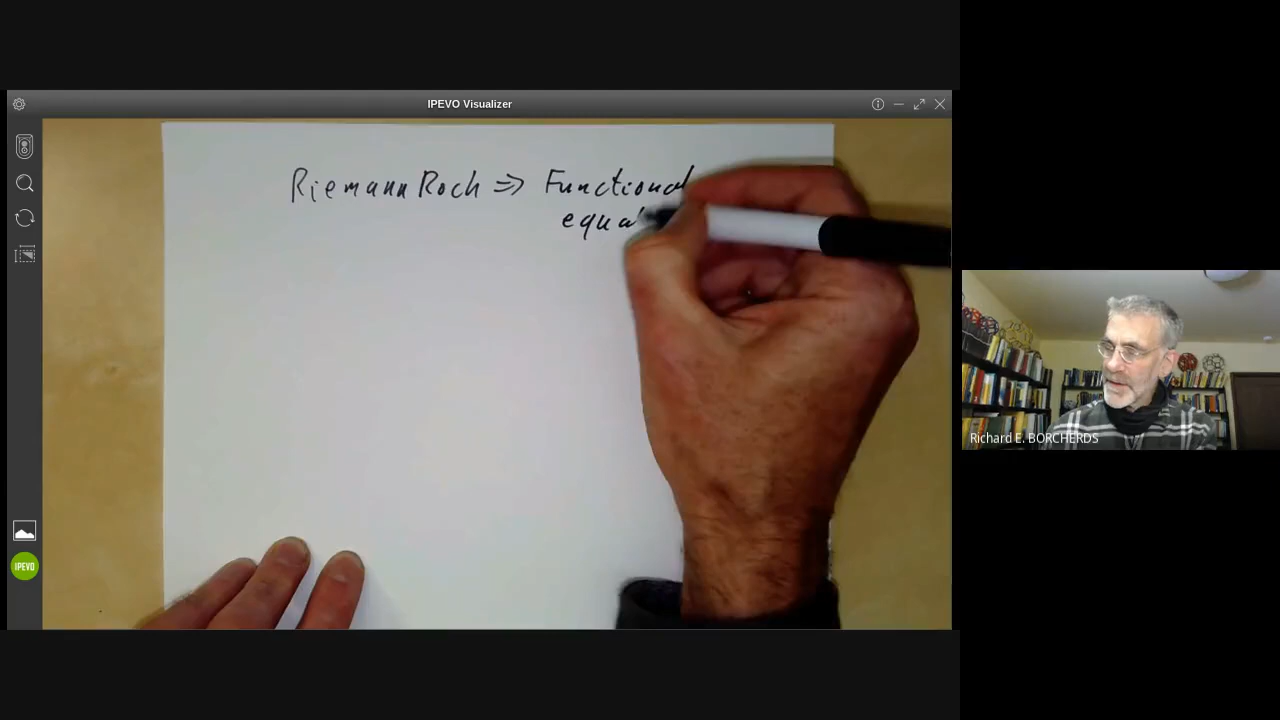 IPEVO Visualizer
Riemann Roch ⇒ Functional
equa
IPEVO
Richard E. BORCHERDS